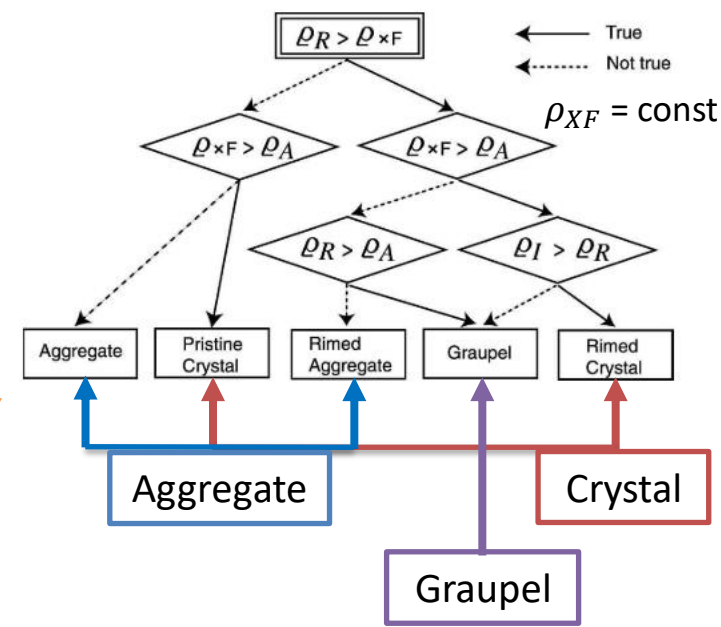 ϱR > ϱ×F
True
Not true
ρXF = const
ϱ×F > ϱA
ϱ×F > ϱA
ϱR > ϱA
ϱI > ϱR
Aggregate
Pristine
Crystal
Rimed
Aggregate
Graupel
Rimed
Crystal
Aggregate
Crystal
Graupel